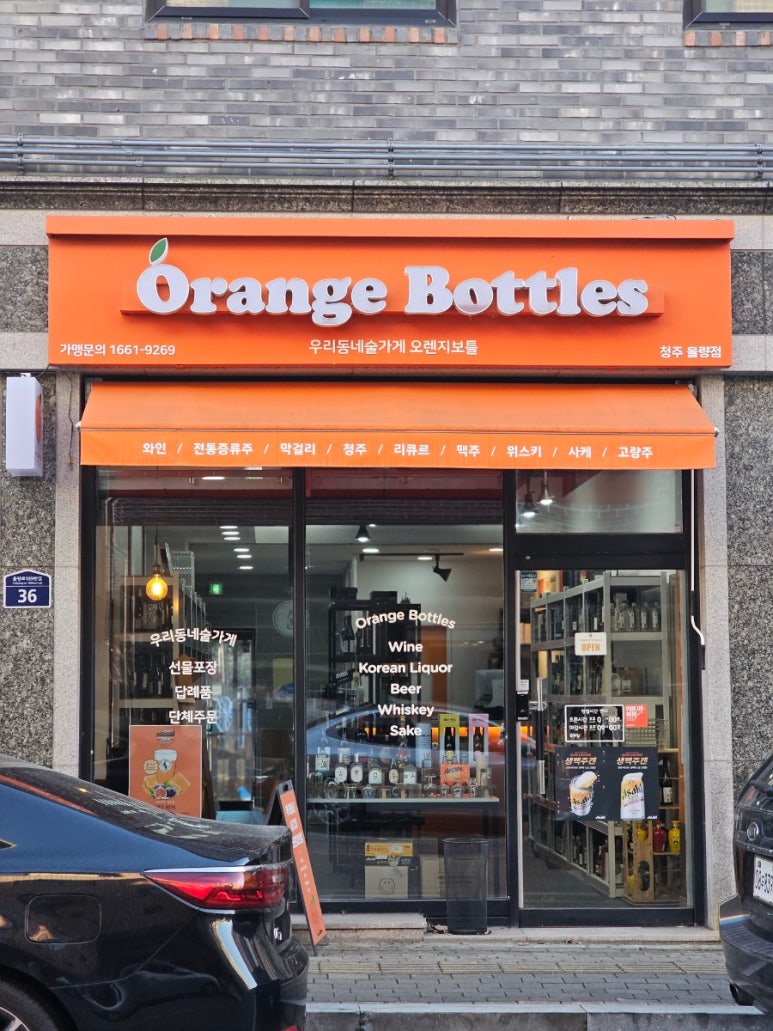 Orange Bottles
가맹문의 1661-9269
우리동네술가게 오렌지보틀
청주 율량점
와인 / 전통증류주 / 막걸리 / 청주 / 리큐르 / 맥주 / 위스키 / 사케 / 고량주
36
우리동네술가게
선물포장
답례품
단체주문
Orange Bottles
Wine
Korean Liquor
Beer
Whiskey
Sake
OPEN
생맥주캔
생맥주캔
Asahi